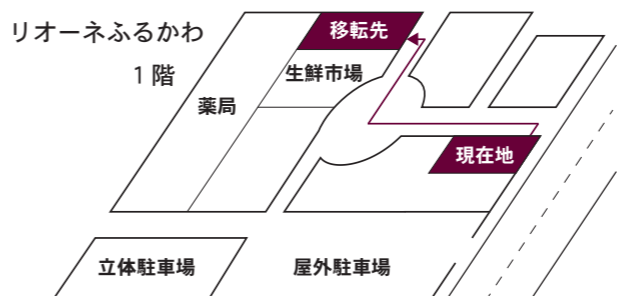 リオーネふるかわ
1階
移転先
生鮮市場
薬局
現在地
立体駐車場
屋外駐車場